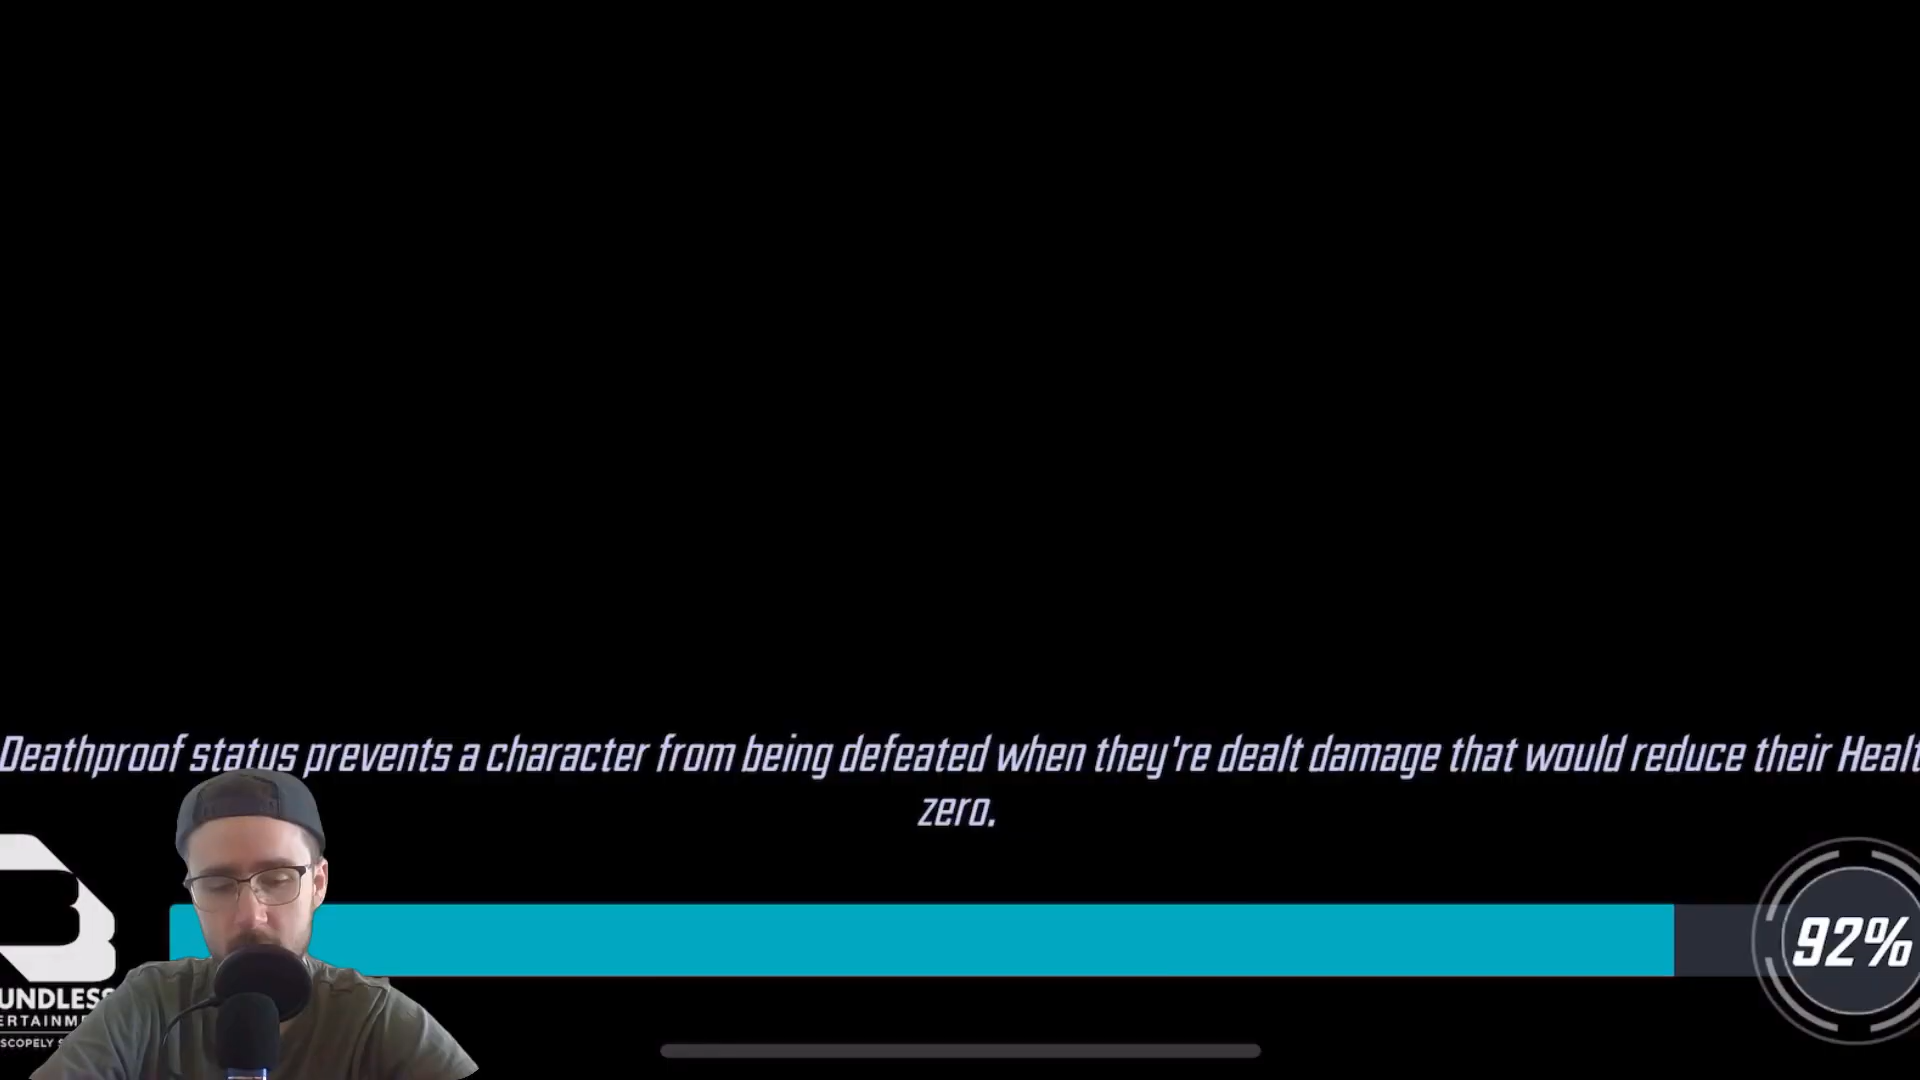 Deathproof status prevents a character from being defeated when they're dealt damage that would reduce their Healt
zero.
92%
UNDLESS
ERTAINM
SCOPELY